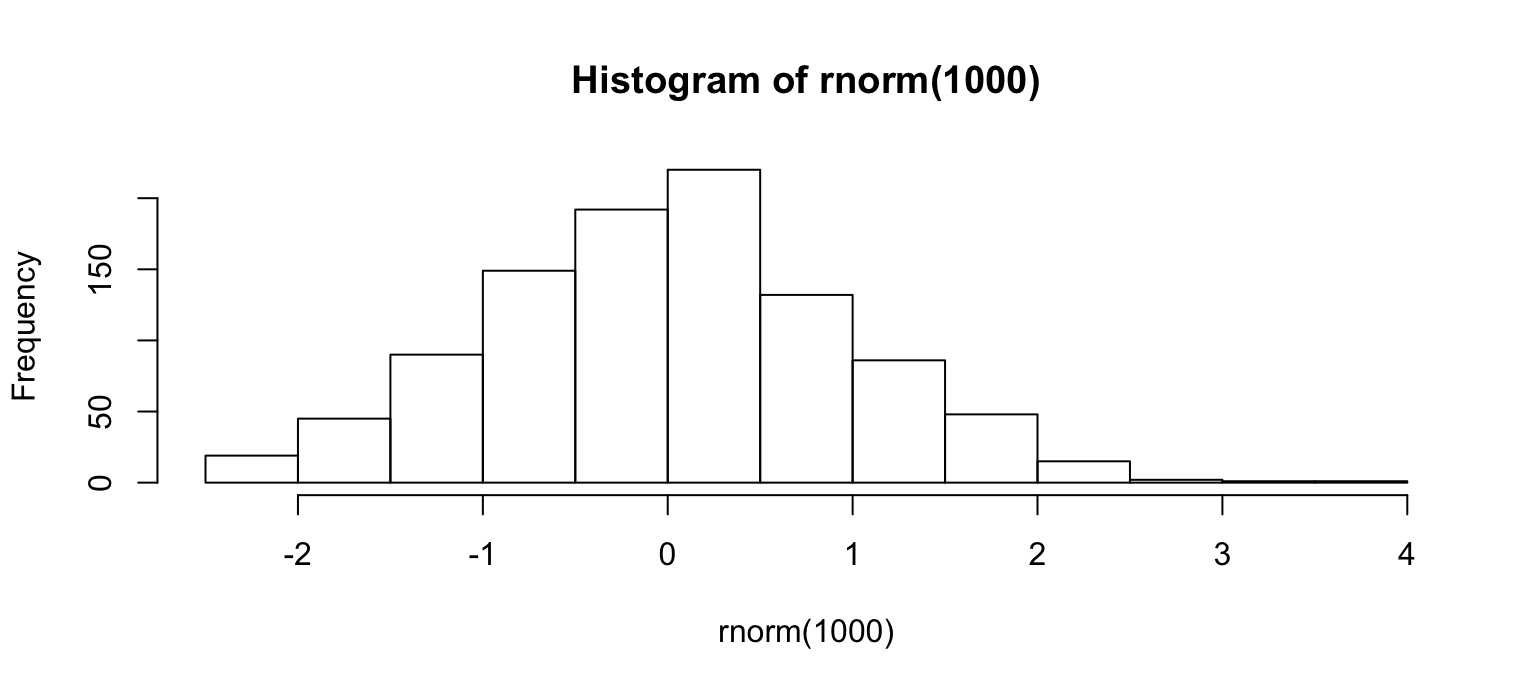 Histogram of rnorm(1000)
Frequency
150
50
0
-2 -1 0 1 2 3 4
rnorm(1000)